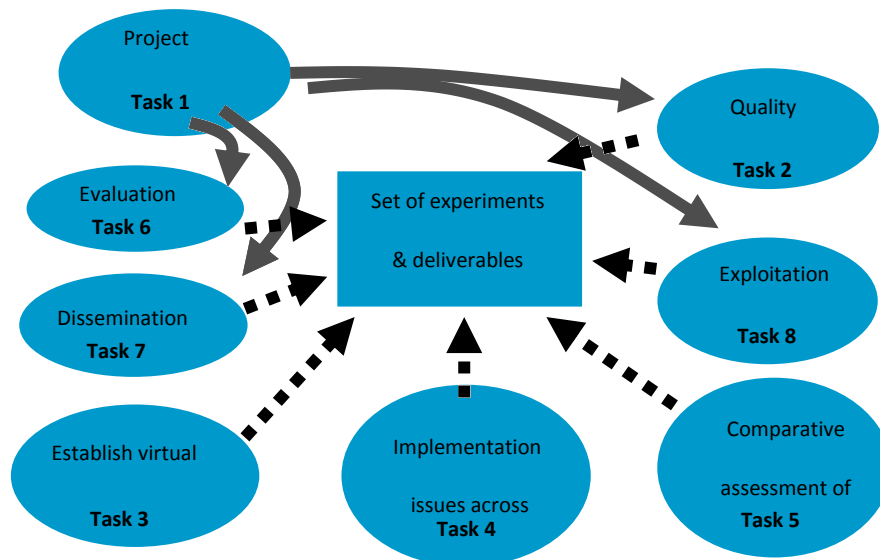 Project
Task 1
Quality
Task 2
Evaluation
Task 6
Set of experiments
& deliverables
Exploitation
Task 8
Dissemination
Task 7
Establish virtual
Task 3
Implementation
issues across
Task 4
Comparative
assessment of
Task 5